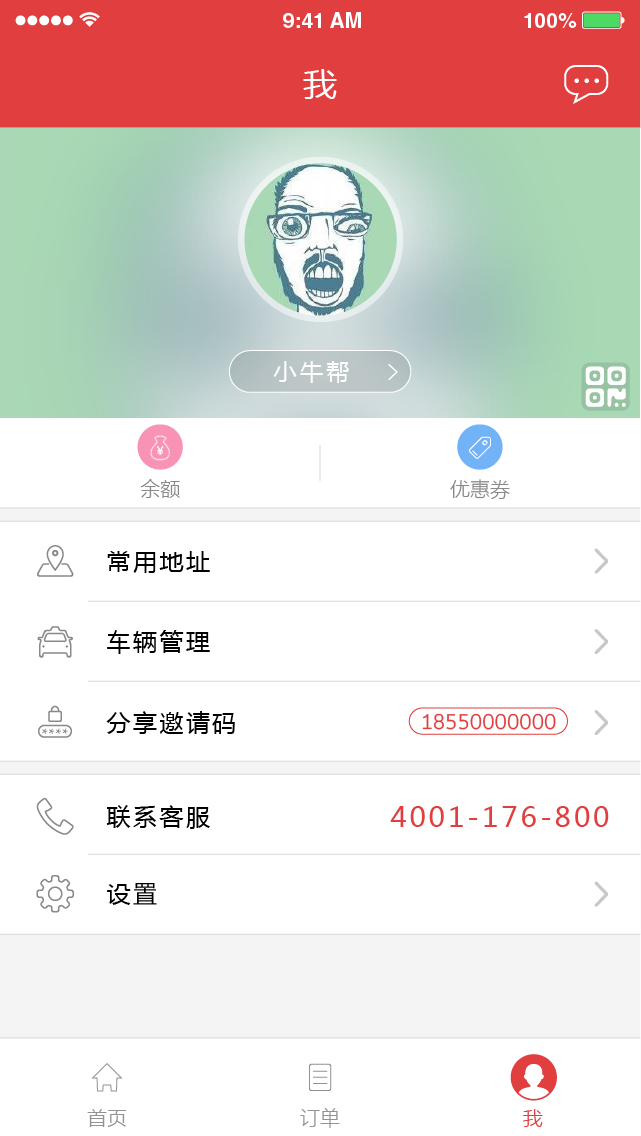 9:41 AM 100%
我
小牛帮
余额 优惠券
常用地址
车辆管理
分享邀请码 18550000000
联系客服 4001-176-800
设置
首页 订单 我